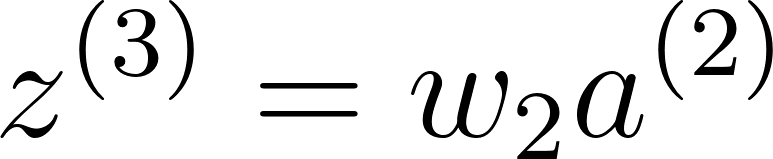 z^{(3)} = w_2 a^{(2)}